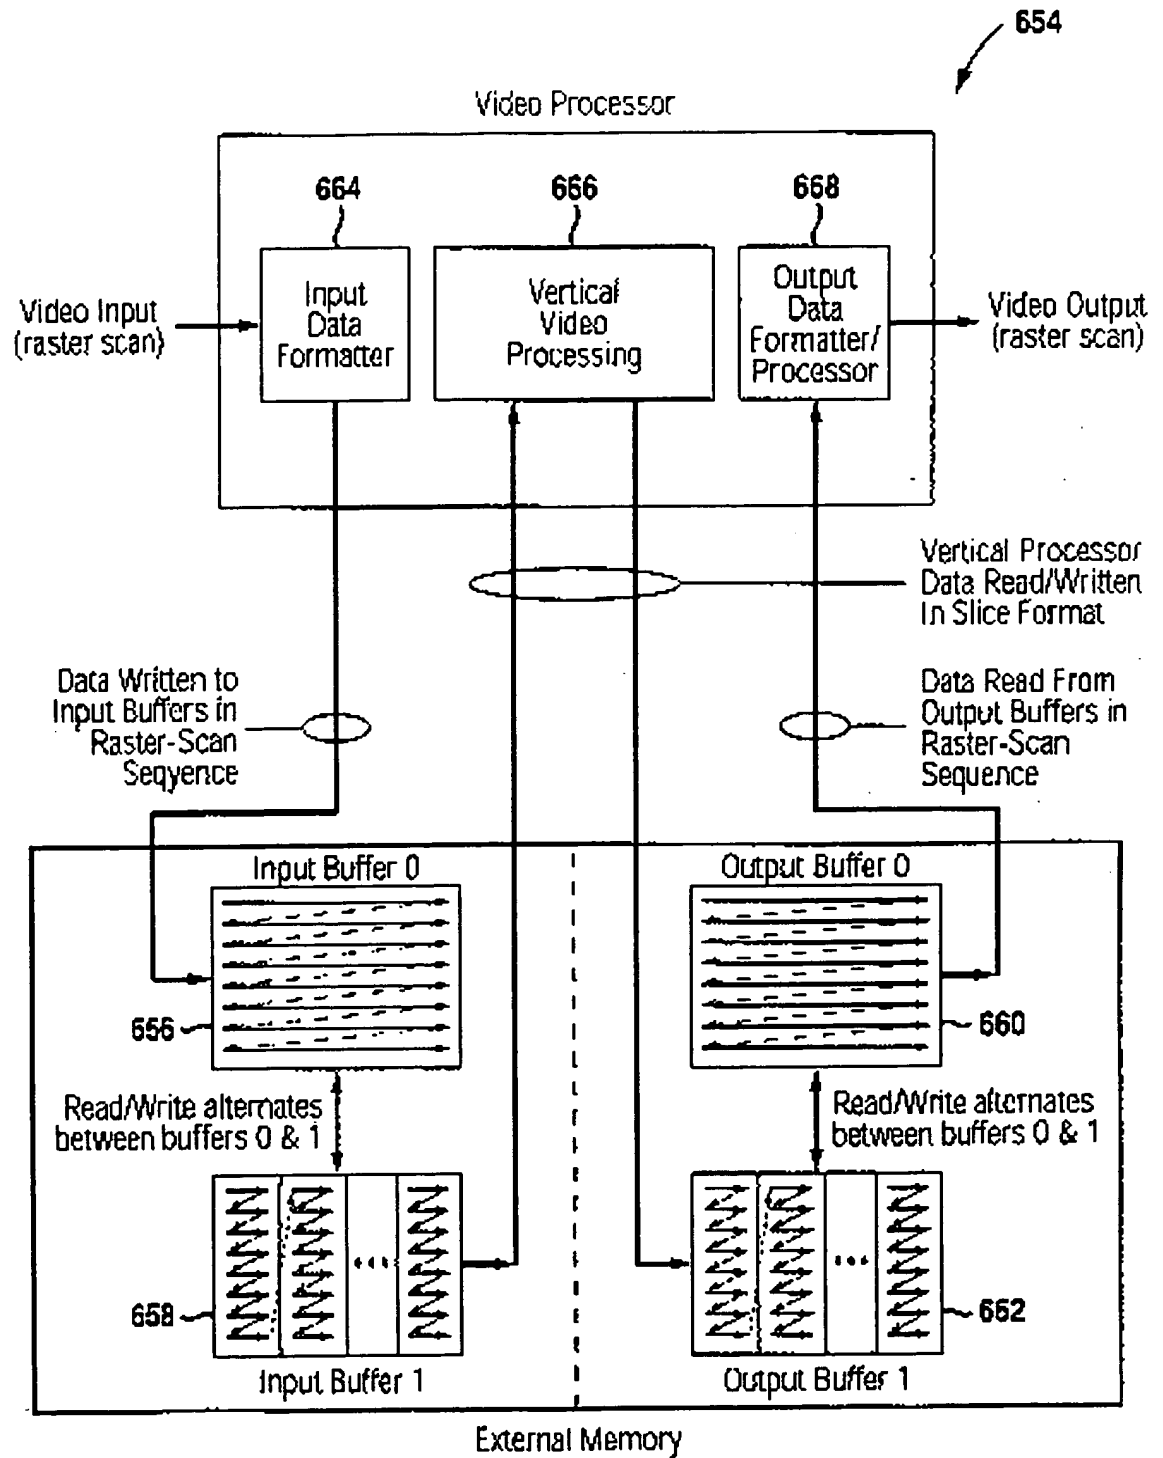 654
Video Processor
664
666
668
Video Input
(raster scan)
Input
Data
Formatter
Vertical
Video
Processing
Output
Data
Formatter/
Processor
Video Output
(raster scan)
Vertical Processor
Data Read/Written
In Slice Format
Data Written to
Input Buffers in
Raster-Scan
Seqyence
Data Read From
Output Buffers in
Raster-Scan
Sequence
Input Buffer 0
Output Buffer 0
656
660
Read/Write alternates
between buffers 0 & 1
Read/Write alternates
between buffers 0 & 1
658
662
Input Buffer 1
Output Buffer 1
External Memory